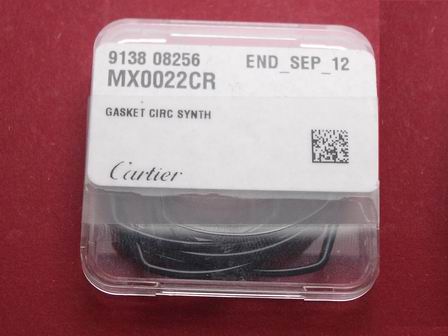 9138 08256 END_SEP_12
MX0022CR
GASKET CIRC SYNTH
Cartier